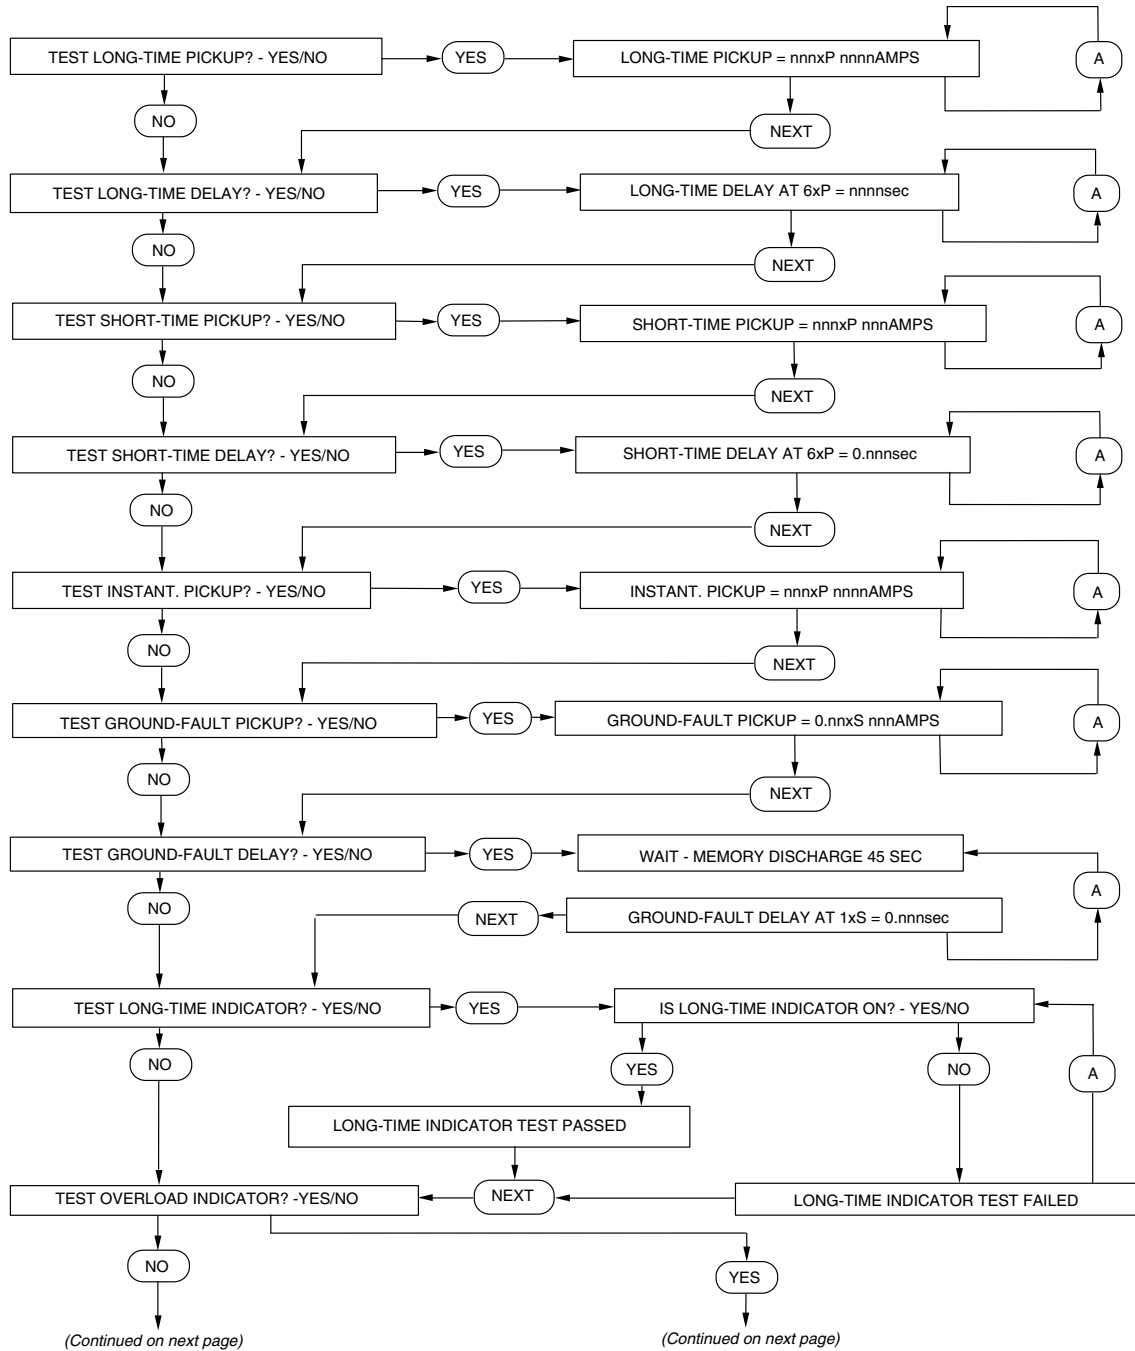 TEST LONG-TIME PICKUP? - YES/NO
YES
LONG-TIME PICKUP = nnnxP nnnnAMPS
A
NO
NEXT
TEST LONG-TIME DELAY? - YES/NO
YES
LONG-TIME DELAY AT 6xP = nnnnsec
A
NO
NEXT
TEST SHORT-TIME PICKUP? - YES/NO
YES
SHORT-TIME PICKUP = nnnxP nnnAMPS
A
NO
NEXT
TEST SHORT-TIME DELAY? - YES/NO
YES
SHORT-TIME DELAY AT 6xP = 0.nnnsec
A
NO
NEXT
TEST INSTANT. PICKUP? - YES/NO
YES
INSTANT. PICKUP = nnnxP nnnnAMPS
A
NO
NEXT
TEST GROUND-FAULT PICKUP? - YES/NO
YES
GROUND-FAULT PICKUP = 0.nnxS nnnAMPS
A
NO
NEXT
TEST GROUND-FAULT DELAY? - YES/NO
YES
WAIT - MEMORY DISCHARGE 45 SEC
A
NO
NEXT
GROUND-FAULT DELAY AT 1xS = 0.nnnsec
TEST LONG-TIME INDICATOR? - YES/NO
YES
IS LONG-TIME INDICATOR ON? - YES/NO
NO
YES
NO
A
LONG-TIME INDICATOR TEST PASSED
TEST OVERLOAD INDICATOR? -YES/NO
NEXT
LONG-TIME INDICATOR TEST FAILED
NO
YES
(Continued on next page)
(Continued on next page)